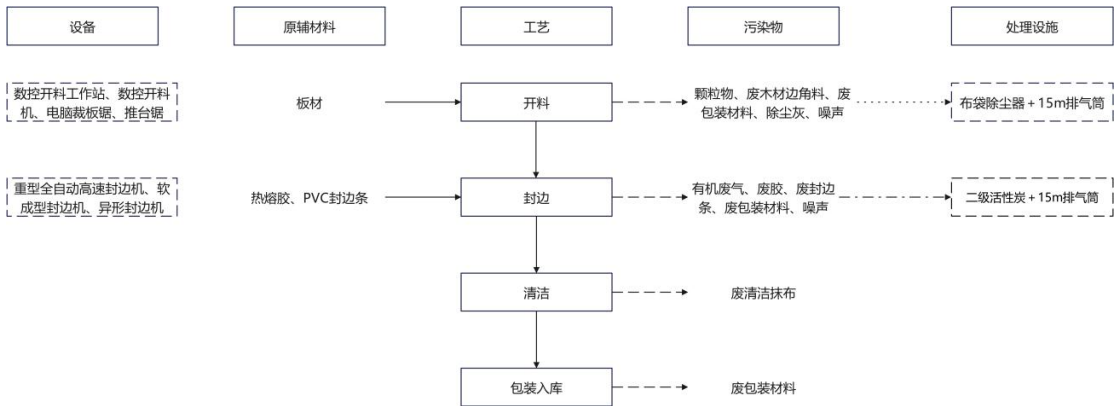 设备
原辅材料
工艺
污染物
处理设施
数控开料工作站、数控开料
机、电脑裁板锯、推台锯
板材
开料
颗粒物、废木材边角料、废
包装材料、除尘灰、噪声
布袋除尘器+15m排气筒
重型全自动高速封边机、软
成型封边机、异形封边机
热熔胶、PVC封边条
封边
有机废气、废胶、废封边
条、废包装材料、噪声
二级活性炭+15m排气筒
清洁
废清洁抹布
包装入库
废包装材料